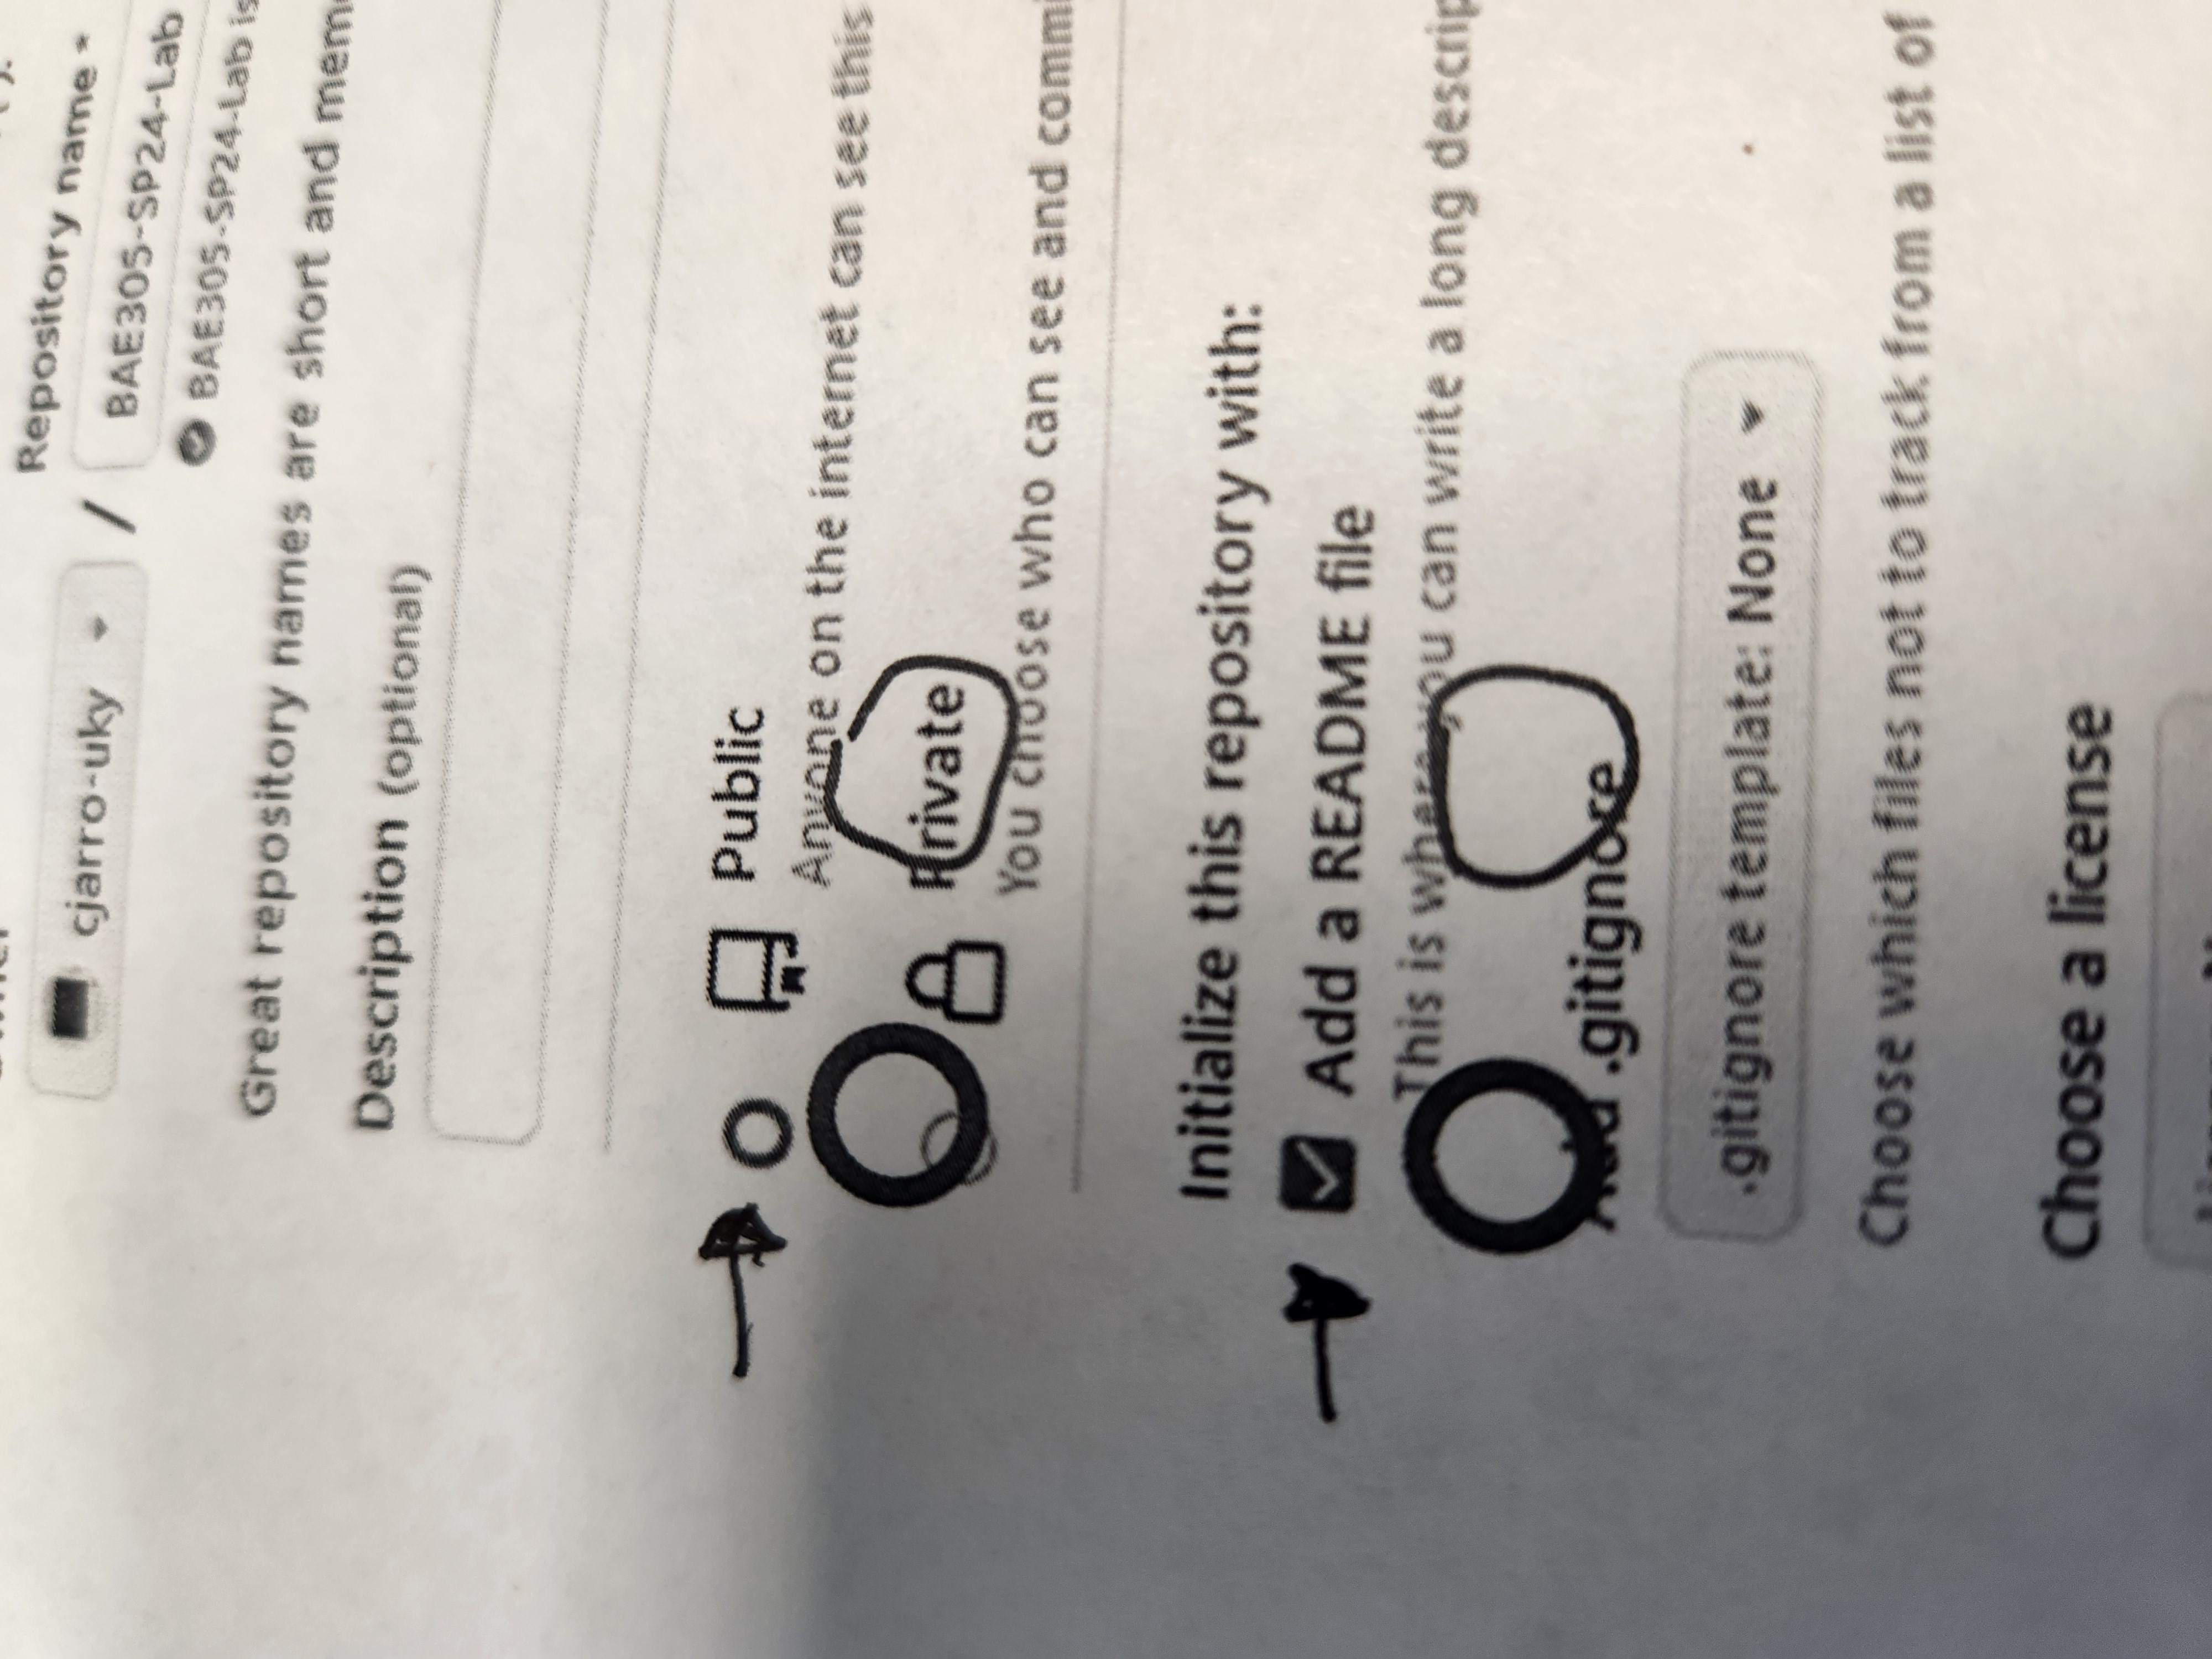 Repository name *
cjarro-uky / BAE305-SP24-Lab
BAE305-SP24-Lab is
Great repository names are short and
Description (optional)
Public
Anyone on the internet can see this
Private
You choose who can see and
Initialize this repository with:
Add a README file
This is where you can write a long
Add .gitignore
.gitignore template: None
Choose which files not to track from a list of
Choose a license